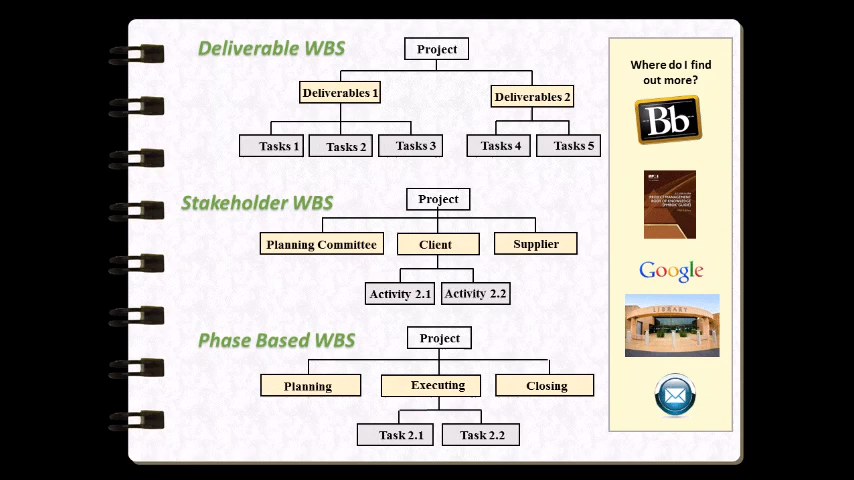 Deliverable WBS
Project
Deliverables 1
Deliverables 2
Tasks 1
Tasks 2
Tasks 3
Tasks 4
Tasks 5
Stakeholder WBS
Project
Planning Committee
Client
Supplier
Activity 2.1
Activity 2.2
Phase Based WBS
Project
Planning
Executing
Closing
Task 2.1
Task 2.2
Where do I find
out more?
Bb
Google
LIBRARY